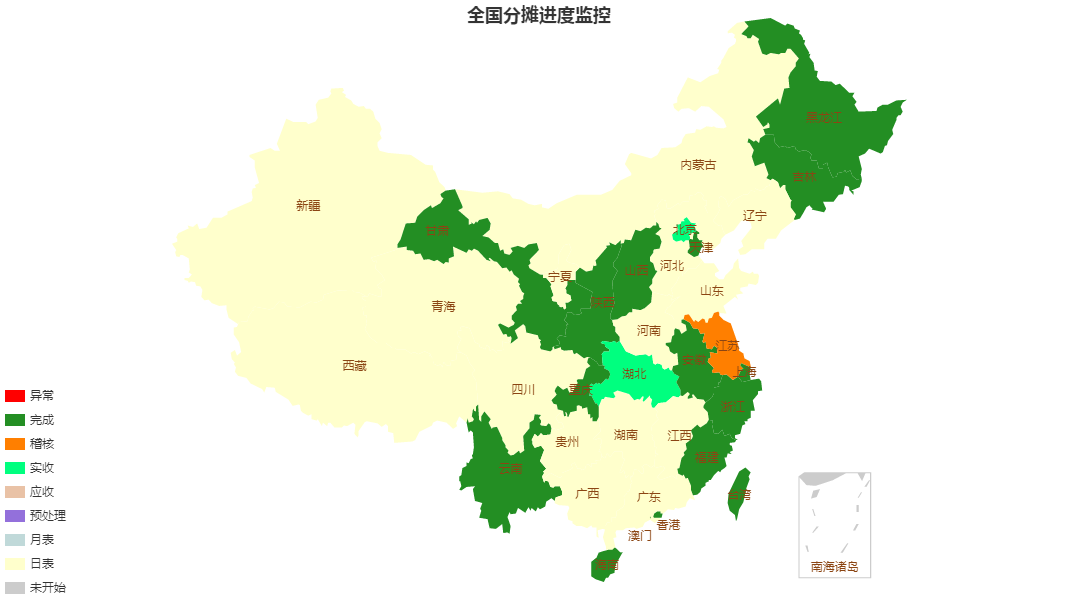 全国分摊进度监控
黑龙江
内蒙古
吉林
新疆
辽宁
甘肃
北京
天津
河北
山西
宁夏
山东
陕西
青海
河南
江苏
安徽
西藏
上海
湖北
四川
重庆
浙江
湖南
江西
贵州
福建
云南
广西
广东
台湾
香港
澳门
海南
南海诸岛
异常
完成
稽核
实收
应收
预处理
月表
日表
未开始